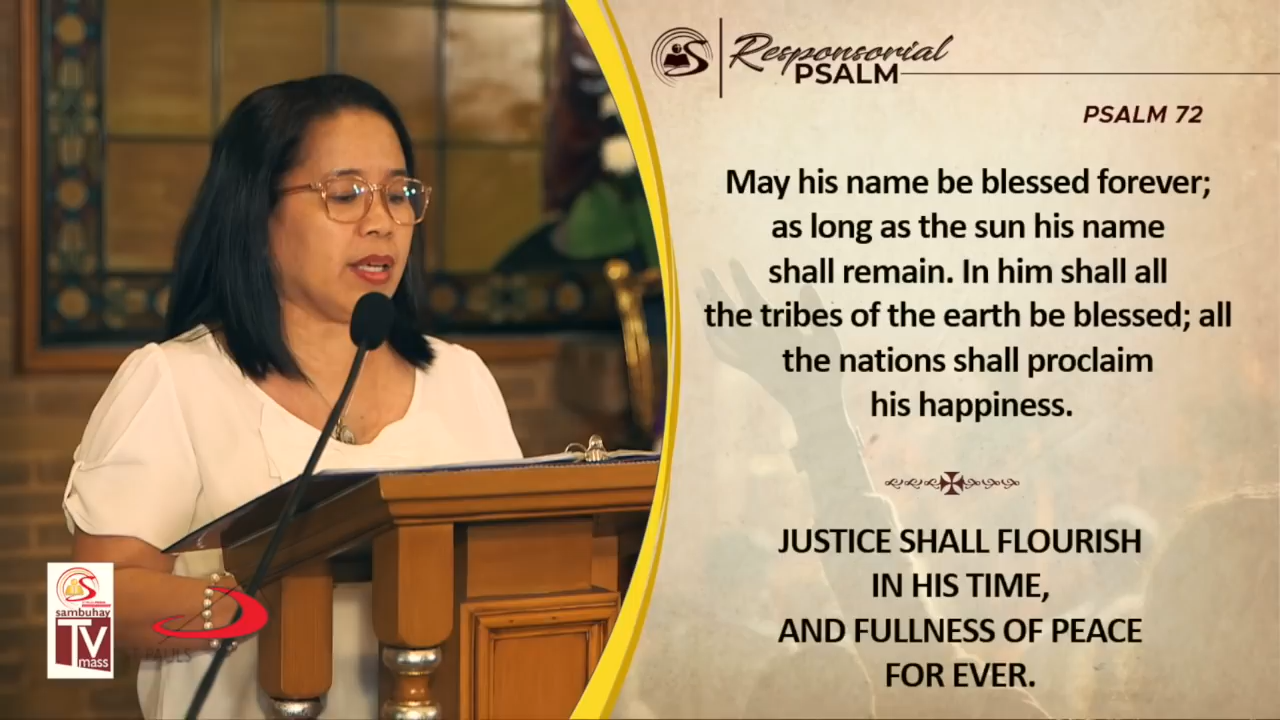 Responsorial
PSALM
PSALM 72
May his name be blessed forever;
as long as the sun his name
shall remain. In him shall all
the tribes of the earth be blessed; all
the nations shall proclaim
his happiness.
JUSTICE SHALL FLOURISH
IN HIS TIME,
AND FULLNESS OF PEACE
FOR EVER.
sambuhay
TV
mass
ST PAULS